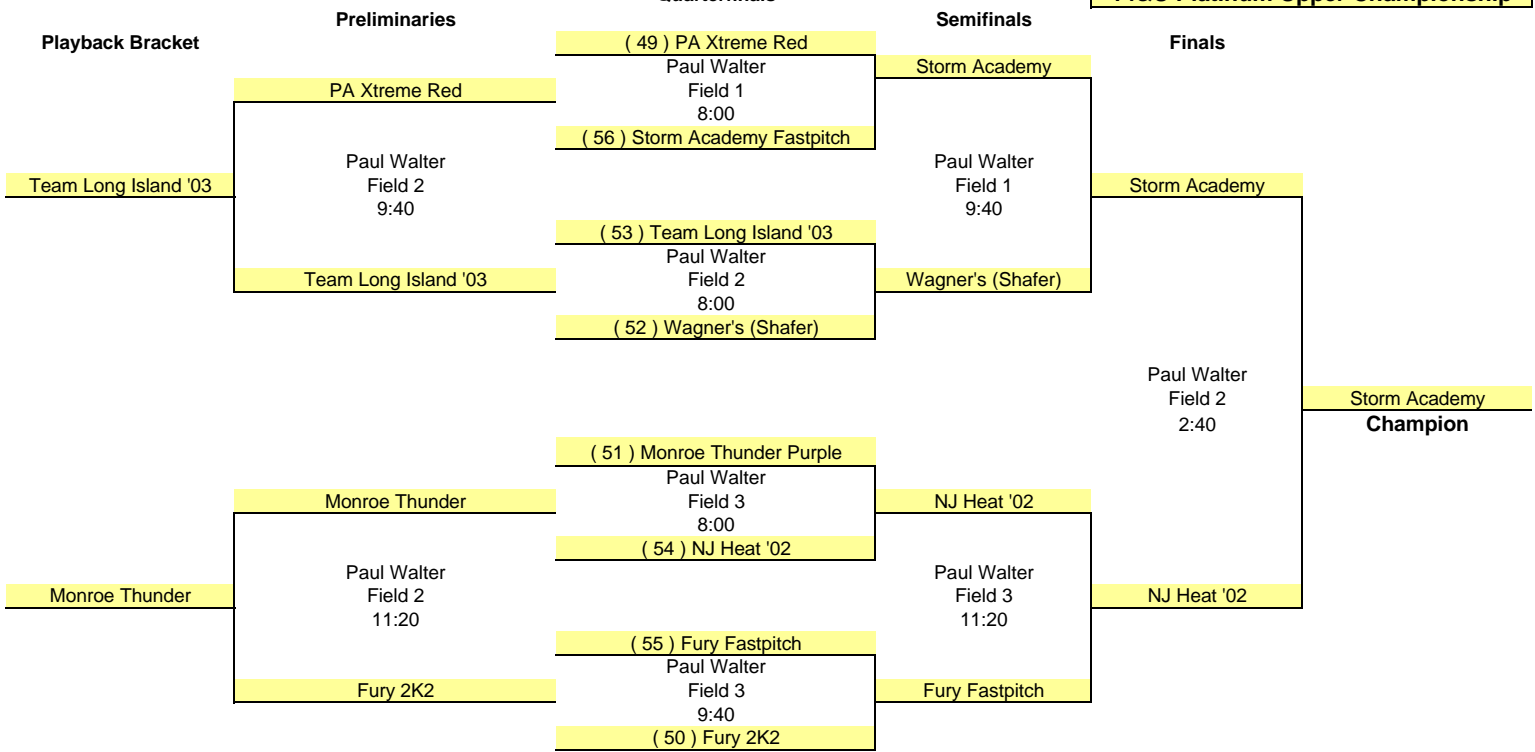 Quarterfinals
Platinum Upper Championship
Preliminaries
Semifinals
Playback Bracket
Finals
( 49 ) PA Xtreme Red
Paul Walter
Field 1
8:00
( 56 ) Storm Academy Fastpitch
Storm Academy
PA Xtreme Red
Paul Walter
Field 2
9:40
Team Long Island '03
Paul Walter
Field 1
9:40
Storm Academy
( 53 ) Team Long Island '03
Paul Walter
Field 2
8:00
( 52 ) Wagner's (Shafer)
Team Long Island '03
Wagner's (Shafer)
Paul Walter
Field 2
2:40
Storm Academy
Champion
( 51 ) Monroe Thunder Purple
Paul Walter
Field 3
8:00
( 54 ) NJ Heat '02
Monroe Thunder
NJ Heat '02
Paul Walter
Field 2
11:20
Monroe Thunder
Paul Walter
Field 3
11:20
NJ Heat '02
( 55 ) Fury Fastpitch
Paul Walter
Field 3
9:40
( 50 ) Fury 2K2
Fury 2K2
Fury Fastpitch